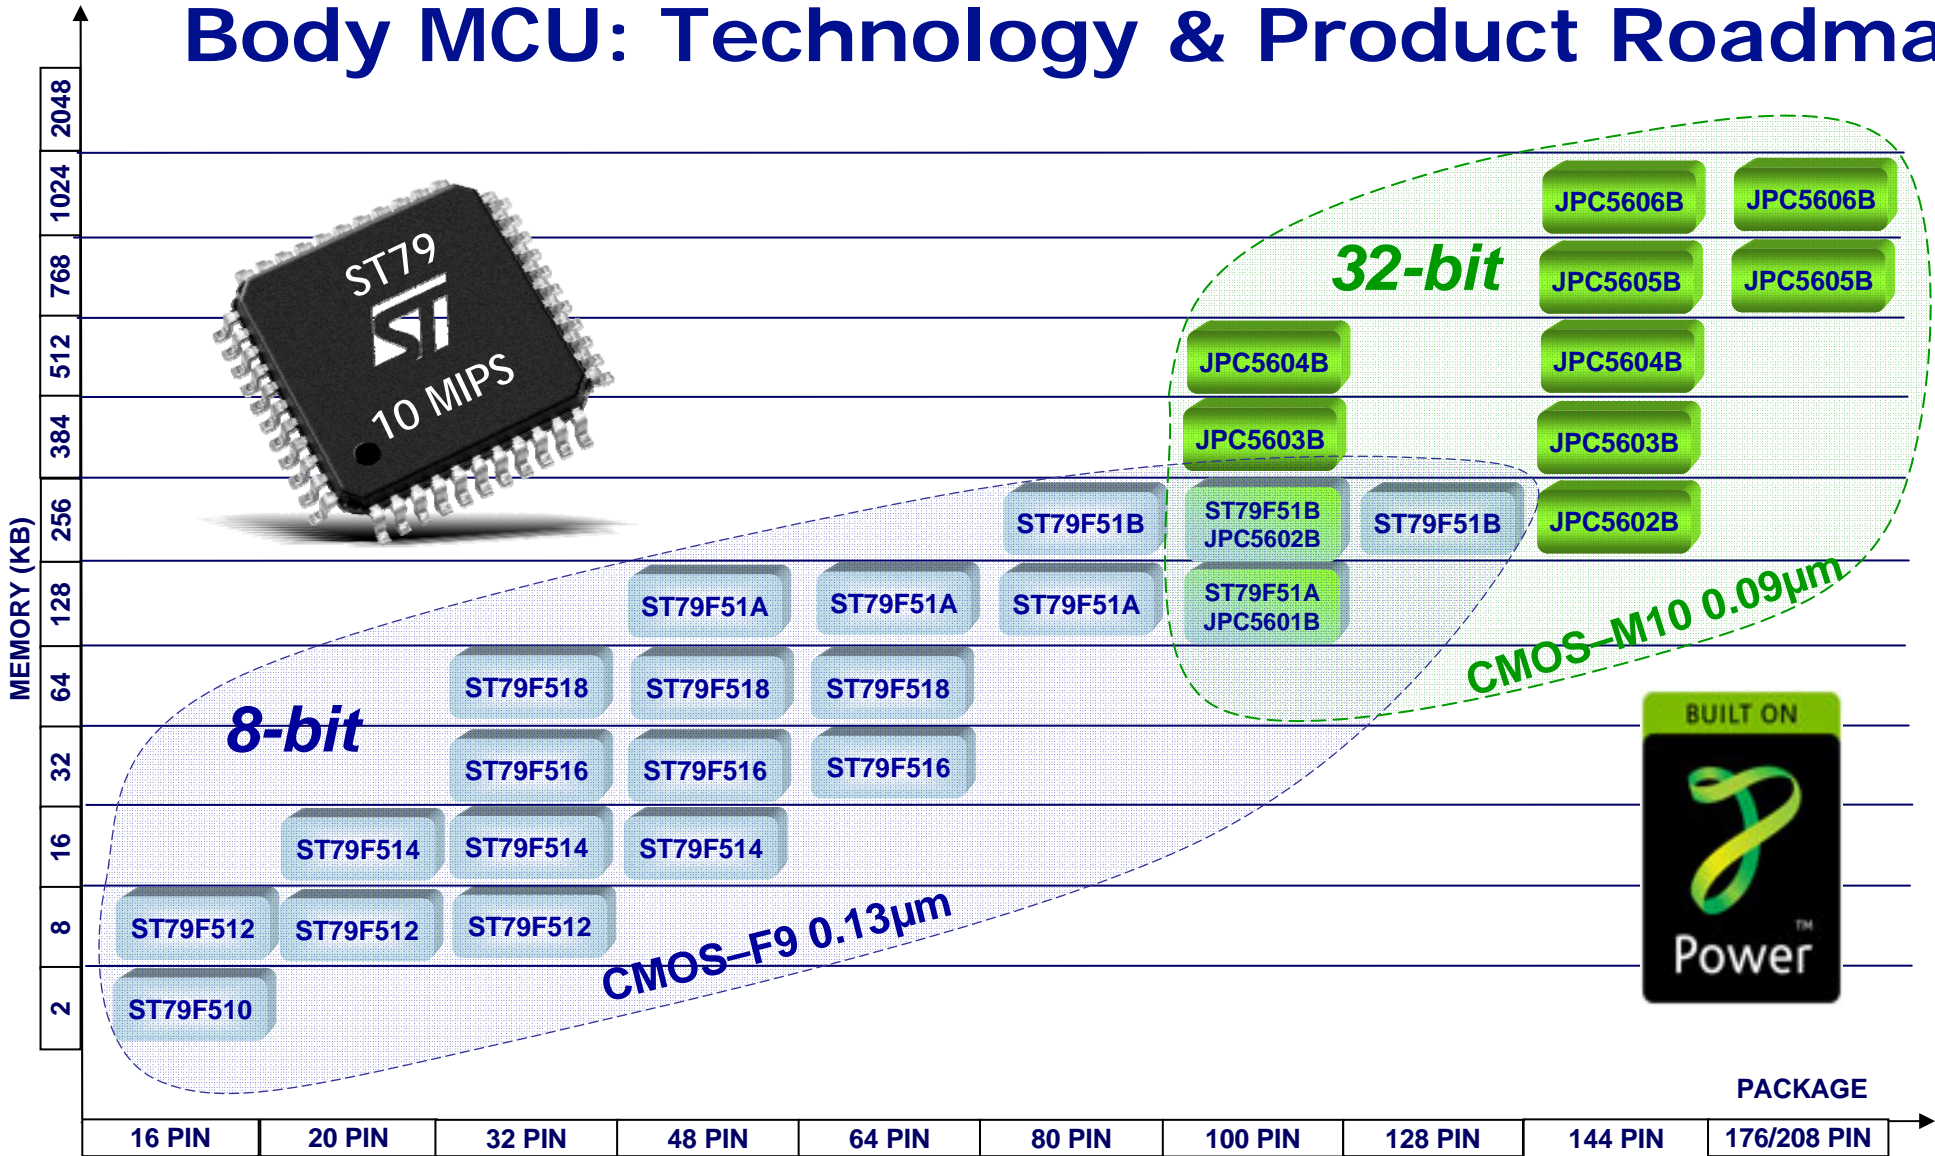 Body MCU: Technology & Product Roadma
2048
1024
768
512
384
256
128
64
32
16
8
2
MEMORY (KB)
ST79
ST
10 MIPS
32-bit
8-bit
JPC5606B
JPC5606B
JPC5605B
JPC5605B
JPC5604B
JPC5604B
JPC5603B
JPC5603B
ST79F51B
ST79F51B
JPC5602B
ST79F51B
JPC5602B
ST79F51A
ST79F51A
ST79F51A
ST79F51A
JPC5601B
CMOS–M10 0.09µm
ST79F518
ST79F518
ST79F518
ST79F516
ST79F516
ST79F516
ST79F514
ST79F514
ST79F514
ST79F512
ST79F512
ST79F512
CMOS–F9 0.13µm
ST79F510
BUILT ON
TM
Power
PACKAGE
16 PIN
20 PIN
32 PIN
48 PIN
64 PIN
80 PIN
100 PIN
128 PIN
144 PIN
176/208 PIN